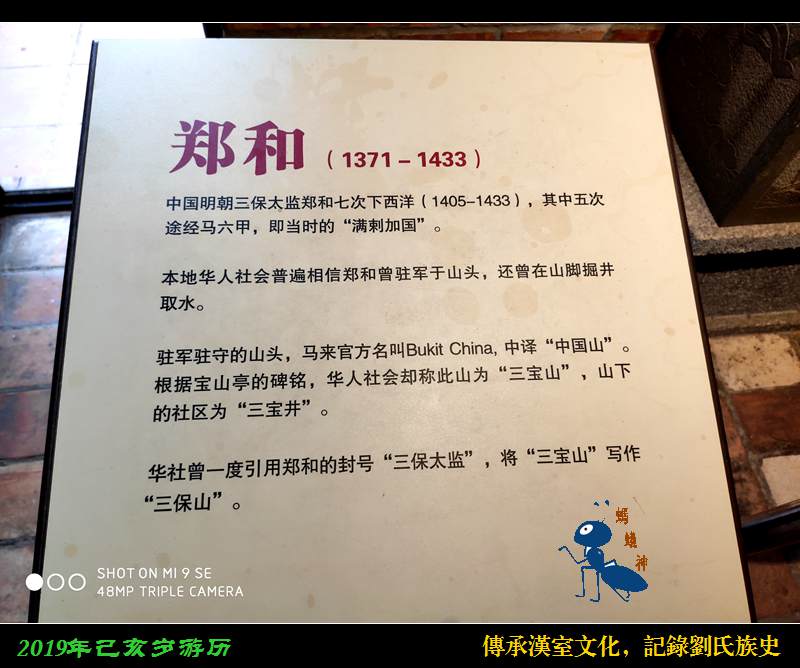 郑和（1371 – 1433）
中国明朝三保太监郑和七次下西洋（1405–1433），其中五次
途经马六甲，即当时的“满剌加国”。
本地华人社会普遍相信郑和曾驻军于山头，还曾在山脚掘井
取水。
驻军驻守的山头，马来官方名叫Bukit China, 中译“中国山”。
根据宝山亭的碑铭，华人社会却称此山为“三宝山”，山下
的社区为“三宝井”。
华社曾一度引用郑和的封号“三保太监”，将“三宝山”写作
“三保山”。
螞蟻神
SHOT ON MI 9 SE
48MP TRIPLE CAMERA
2019年己亥岁游历
傳承漢室文化，記錄劉氏族史